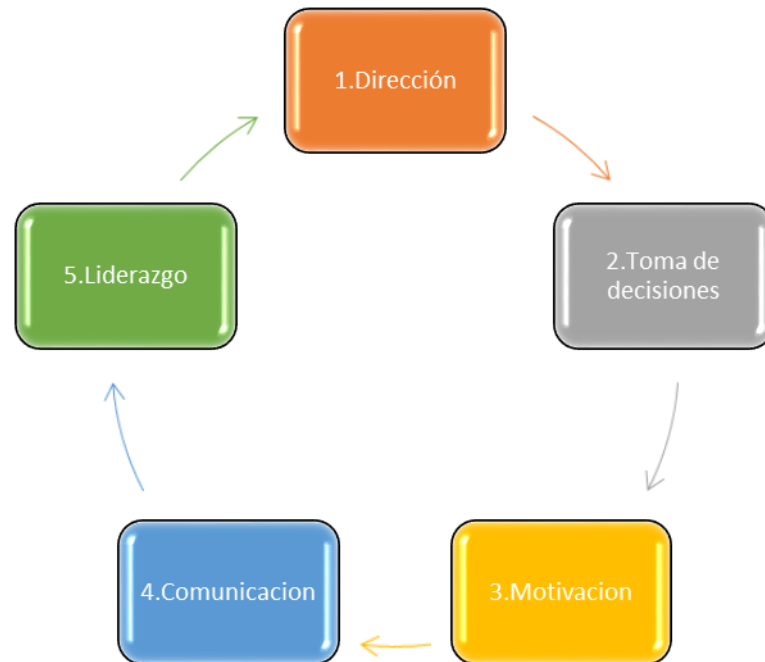 1.Dirección
2.Toma de
decisiones
3.Motivacion
4.Comunicacion
5.Liderazgo